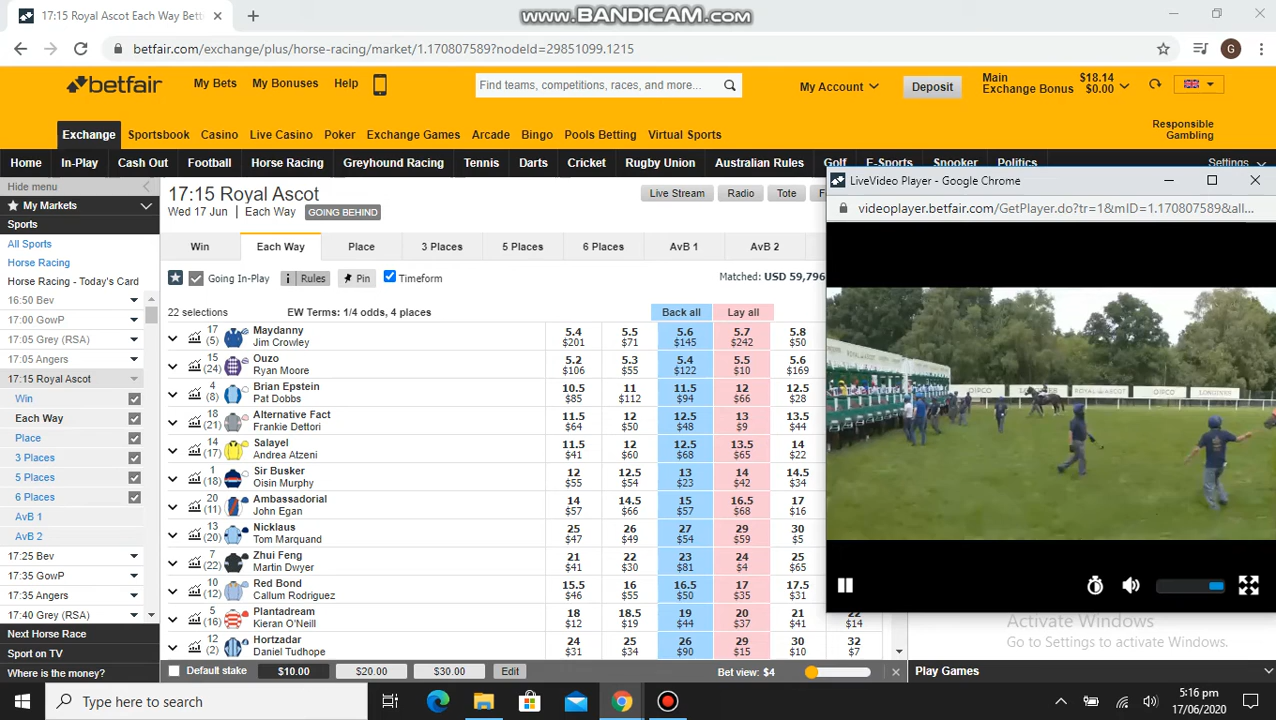 www.BANDICAM.com
17:15 Royal Ascot Each Way Bett
betfair.com/exchange/plus/horse-racing/market/1.170807589?nodeId=29851099.1215
G
betfair
My Bets
My Bonuses
Help
Find teams, competitions, races, and more...
My Account
Deposit
Main $18.14
Exchange Bonus $0.00
Exchange
Sportsbook
Casino
Live Casino
Poker
Exchange Games
Arcade
Bingo
Pools Betting
Virtual Sports
Responsible
Gambling
Home
In-Play
Cash Out
Football
Horse Racing
Greyhound Racing
Tennis
Darts
Cricket
Rugby Union
Australian Rules
Golf
E-Sports
Snooker
Politics
Settings
Hide menu
My Markets
Sports
All Sports
Horse Racing
Horse Racing - Today's Card
16:50 Bev
17:00 GowP
17:05 Grey (RSA)
17:05 Angers
17:15 Royal Ascot
Win
Each Way
Place
3 Places
5 Places
6 Places
AvB 1
AvB 2
17:25 Bev
17:35 GowP
17:35 Angers
17:40 Grey (RSA)
Next Horse Race
Sport on TV
Where is the money?
17:15 Royal Ascot
Wed 17 Jun | Each Way GOING BEHIND
Live Stream
Radio
Tote
F
Win
Each Way
Place
3 Places
5 Places
6 Places
AvB 1
AvB 2
Going In-Play
i Rules
Pin
Timeform
Matched: USD 59,796
22 selections EW Terms: 1/4 odds, 4 places Back all Lay all
17 Maydanny 5.4 5.5 5.6 5.7 5.8
(5) Jim Crowley $201 $71 $145 $242 $50
15 Ouzo 5.2 5.3 5.4 5.5 5.6
(24) Ryan Moore $106 $55 $122 $10 $169
4 Brian Epstein 10.5 11 11.5 12 12.5
(8) Pat Dobbs $85 $112 $94 $66 $28
18 Alternative Fact 11.5 12 12.5 13 13.5
(21) Frankie Dettori $64 $50 $48 $9 $44
14 Salayel 11.5 12 12.5 13.5 14
(17) Andrea Atzeni $41 $60 $68 $65 $22
1 Sir Busker 12 12.5 13 14 14.5
(18) Oisin Murphy $55 $54 $23 $42 $34
20 Ambassadorial 14 14.5 15 16.5 17
(11) John Egan $57 $66 $57 $68 $16
13 Nicklaus 25 26 27 29 30
(20) Tom Marquand $47 $49 $54 $59 $5
7 Zhui Feng 21 22 23 24 25
(22) Martin Dwyer $41 $30 $81 $4 $65
10 Red Bond 15.5 16 16.5 17 17.5
(12) Callum Rodriguez $46 $55 $50 $35 $31
5 Plantadream 18 18.5 19 20 21 22
(16) Kieran O'Neill $12 $19 $44 $37 $41 $14
12 Hortzadar 24 25 26 29 30 32
(2) Daniel Tudhope $31 $34 $90 $15 $10 $7
Default stake
$10.00
$20.00
$30.00
Edit
Bet view: $4
Play Games
LiveVideo Player - Google Chrome
videoplayer.betfair.com/GetPlayer.do?tr=1&mID=1.170807589&all...
QIPCO
LONGINES
ROYAL ASCOT
QIPCO
LONGINES
Activate Windows
Go to Settings to activate Windows.
Type here to search
5:16 pm
17/06/2020